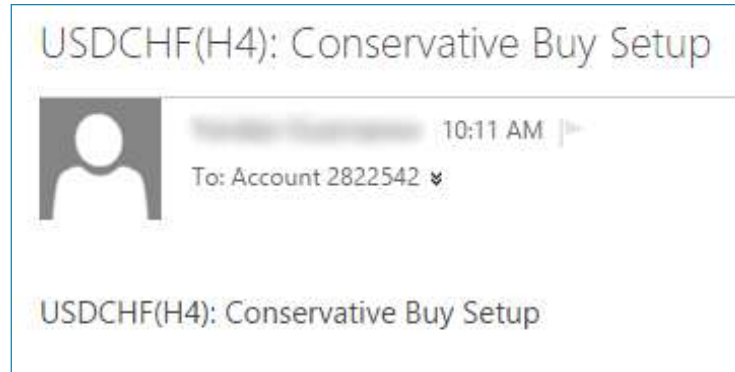 USDCHF(H4): Conservative Buy Setup
10:11 AM
To: Account 2822542
USDCHF(H4): Conservative Buy Setup